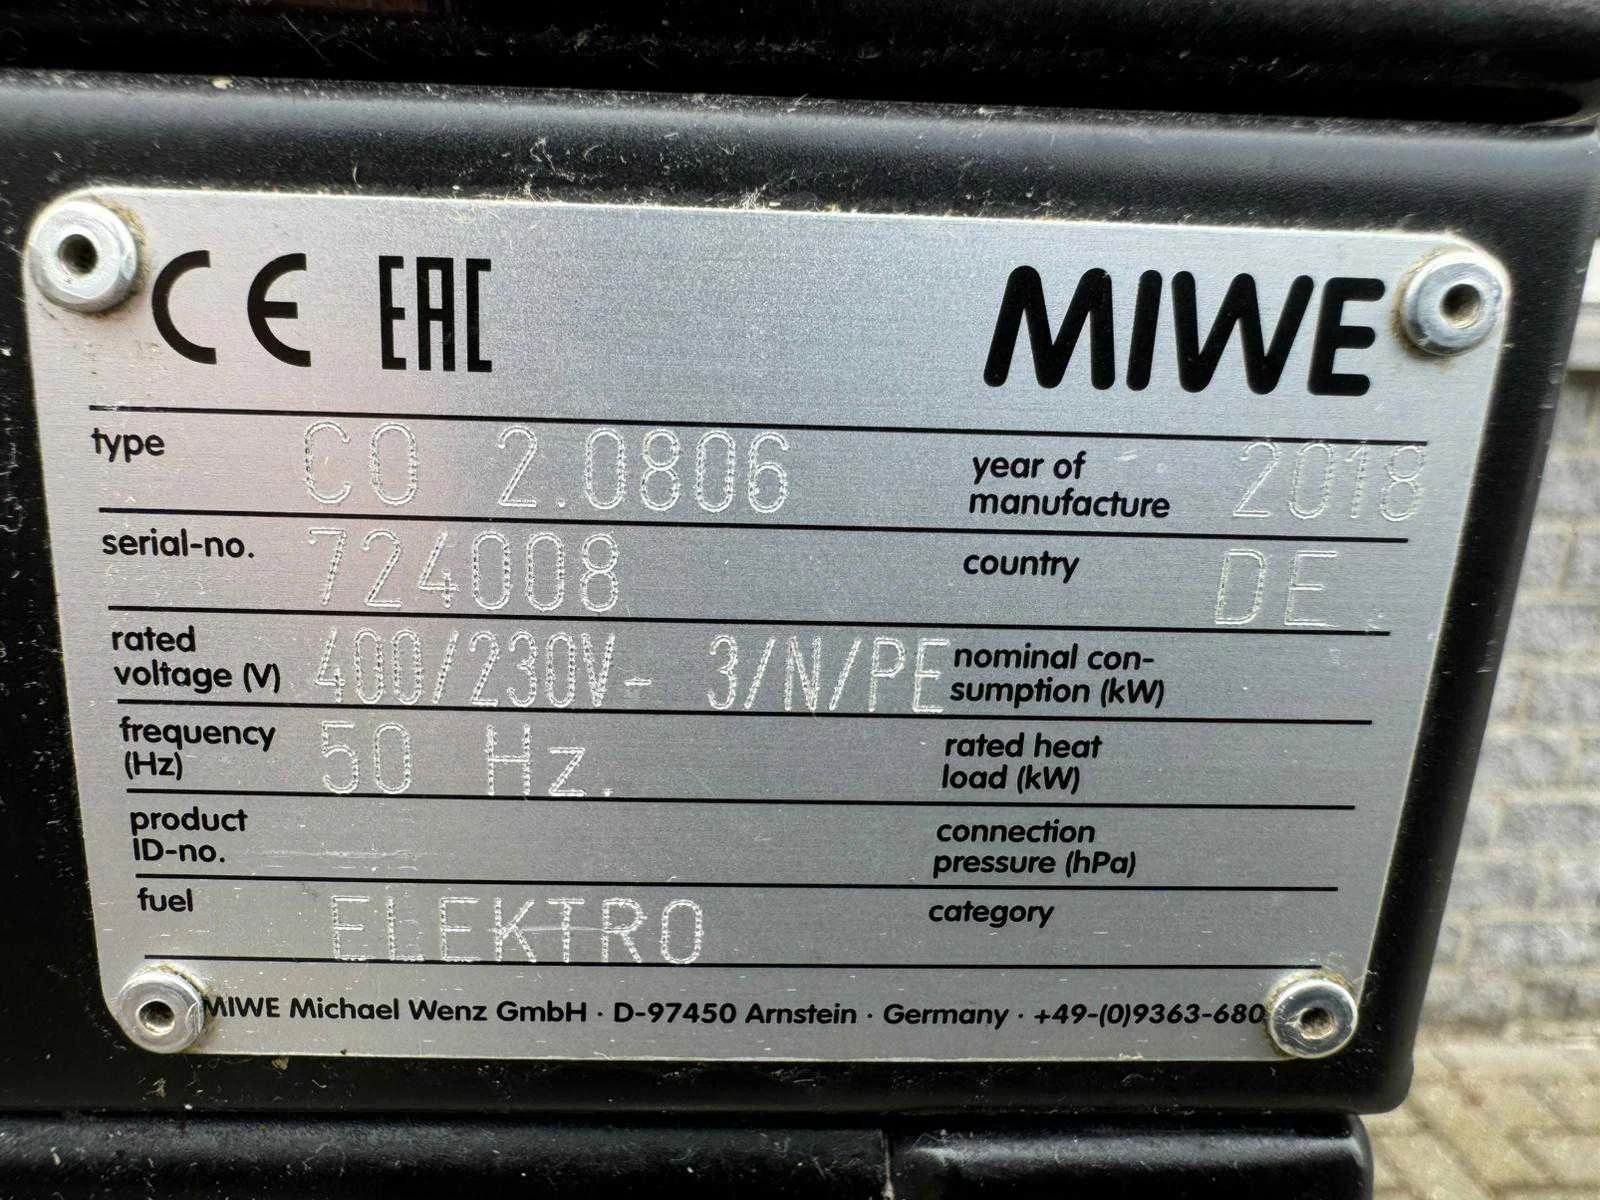 CE EAC MIWE
type CO 2.0806 year of manufacture 2018
serial-no. 724008 country DE
rated voltage (V) 400/230V- 3/N/PE nominal con-sumption (kW)
frequency (Hz) 50 Hz. rated heat load (kW)
product ID-no. connection pressure (hPa)
fuel ELEKTRO category
MIWE Michael Wenz GmbH · D-97450 Arnstein · Germany · +49-(0)9363-680